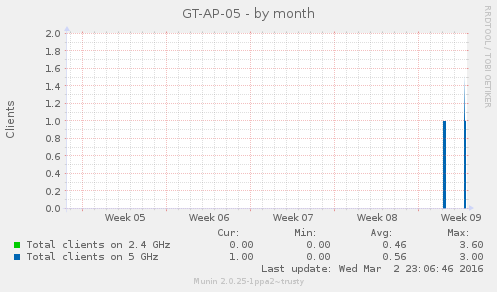 GT-AP-05 - by month
RRDTOOL / TOBI OETIKER
Clients
2.0
1.8
1.6
1.4
1.2
1.0
0.8
0.6
0.4
0.2
0.0
Week 05 Week 06 Week 07 Week 08 Week 09
Cur: Min: Avg: Max:
Total clients on 2.4 GHz 0.00 0.00 0.46 3.60
Total clients on 5 GHz 1.00 0.00 0.56 3.00
Last update: Wed Mar 2 23:06:46 2016
Munin 2.0.25-1ppa2~trusty